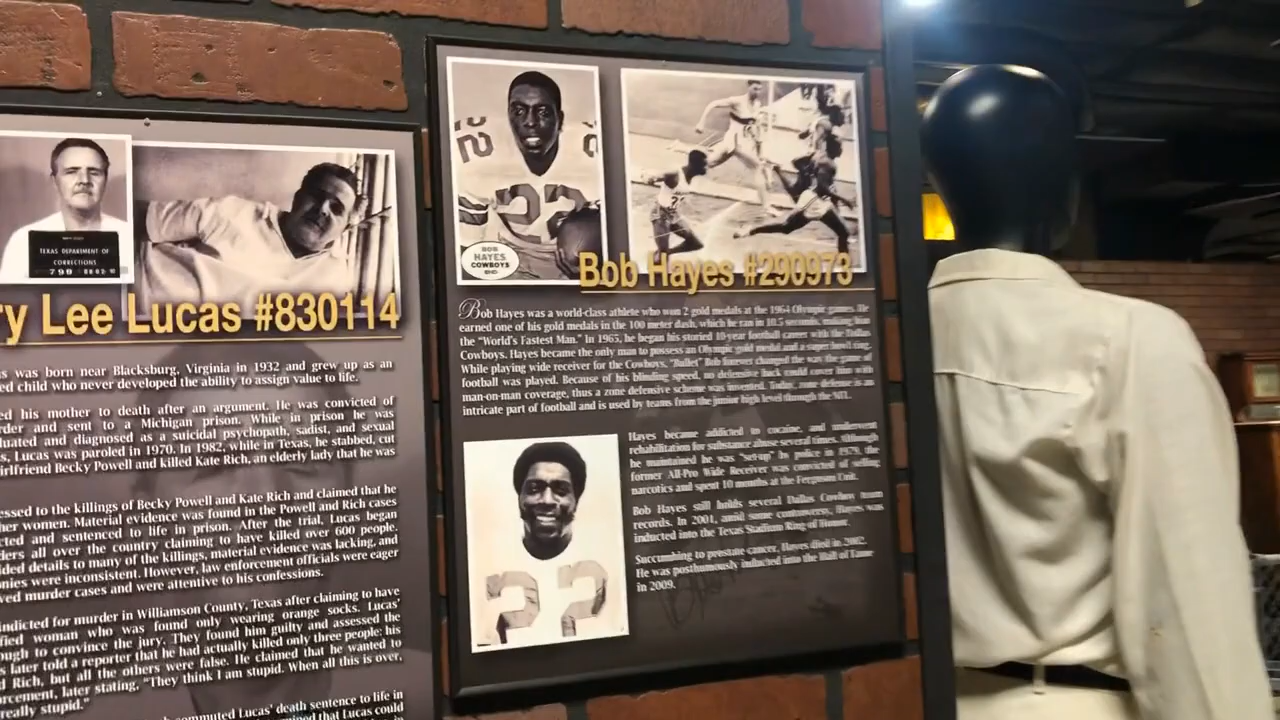 TEXAS DEPARTMENT OF
CORRECTIONS
ry Lee Lucas #830114
s was born near Blacksburg, Virginia in 1932 and grew up as an
ed child who never developed the ability to assign value to life.
ed his mother to death after an argument. He was convicted of
rder and sent to a Michigan prison. While in prison he was
luated and diagnosed as a suicidal psychopath, sadist, and sexual
s, Lucas was paroled in 1970. In 1982, while in Texas, he stabbed, cut
irlfriend Becky Powell and killed Kate Rich, an elderly lady that he was
essed to the killings of Becky Powell and Kate Rich and claimed that he
her women. Material evidence was found in the Powell and Rich cases
cted and sentenced to life in prison. After the trial, Lucas began
ders all over the country claiming to have killed over 600 people.
ided details to many of the killings, material evidence was lacking, and
onies were inconsistent. However, law enforcement officials were eager
ved murder cases and were attentive to his confessions.
indicted for murder in Williamson County, Texas after claiming to have
fied woman who was found only wearing orange socks. Lucas'
ough to convince the jury. They found him guilty and assessed the
s later told a reporter that he had actually killed only three people: his
d Rich, but all the others were false. He claimed that he wanted to
orcement, later stating, "They think I am stupid. When all this is over,
really stupid."
commuted Lucas' death sentence to life in
that Lucas could
22
BOB
HAYES
COWBOYS
END
Bob Hayes #290973
Bob Hayes was a world-class athlete who won 2 gold medals at the 1964 Olympic games. He
earned one of his gold medals in the 100 meter dash, which he ran in 10.5 seconds, making him
the "World's Fastest Man." In 1965, he began his storied 10-year football career with the Dallas
Cowboys. Hayes became the only man to possess an Olympic gold medal and a super bowl ring.
While playing wide receiver for the Cowboys, "Bullet" Bob forever changed the way the game of
football was played. Because of his blinding speed, no defensive back could cover him with
man-on-man coverage, thus a zone defensive scheme was invented. Today, zone defense is an
intricate part of football and is used by teams from the junior high level through the NFL.
Hayes became addicted to cocaine, and underwent
rehabilitation for substance abuse several times. Although
he maintained he was "set-up" by police in 1979, the
former All-Pro Wide Receiver was convicted of selling
narcotics and spent 10 months at the Ferguson Unit.
Bob Hayes still holds several Dallas Cowboy team
records. In 2001, amid some controversy, Hayes was
inducted into the Texas Stadium Ring of Honor.
Succumbing to prostate cancer, Hayes died in 2002.
He was posthumously inducted into the Hall of Fame
in 2009.
22